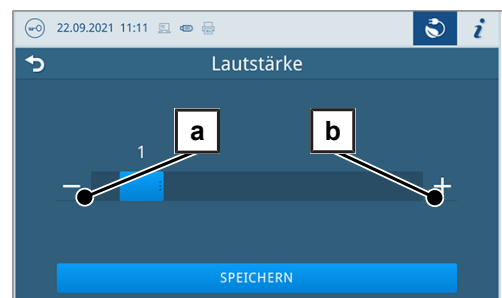 22.09.2021 11:11
i
Lautstärke
a
b
1
− +
SPEICHERN